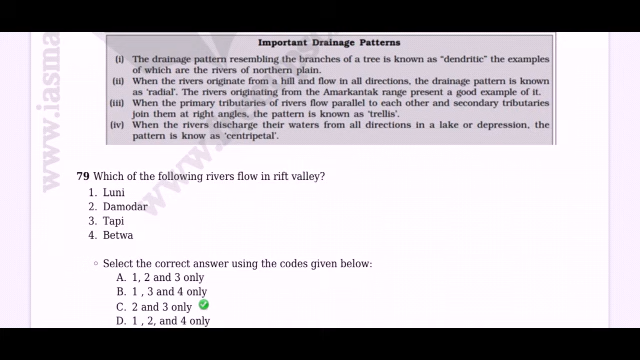 www.iasma
Important Drainage Patterns
(i) The drainage pattern resembling the branches of a tree is known as "dendritic" the examples
of which are the rivers of northern plain.
(ii) When the rivers originate from a hill and flow in all directions, the drainage pattern is known
as 'radial'. The rivers originating from the Amarkantak range present a good example of it.
(iii) When the primary tributaries of rivers flow parallel to each other and secondary tributaries
join them at right angles, the pattern is known as 'trellis'.
(iv) When the rivers discharge their waters from all directions in a lake or depression, the
pattern is know as 'centripetal'.
79 Which of the following rivers flow in rift valley?
1. Luni
2. Damodar
3. Tapi
4. Betwa
◦ Select the correct answer using the codes given below:
A. 1, 2 and 3 only
B. 1 , 3 and 4 only
C. 2 and 3 only
D. 1 , 2, and 4 only